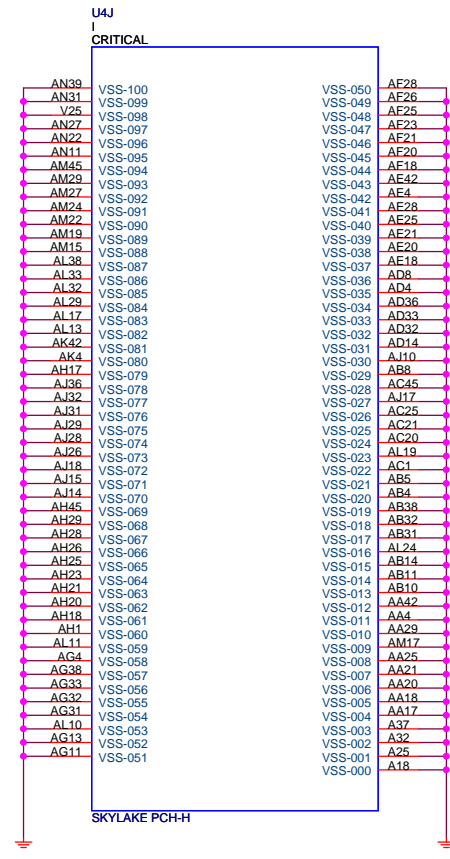 U4J
I
CRITICAL
AN39 VSS-100 VSS-050 AF28
AN31 VSS-099 VSS-049 AF26
V25 VSS-098 VSS-048 AF25
AN27 VSS-097 VSS-047 AF23
AN22 VSS-096 VSS-046 AF21
AN11 VSS-095 VSS-045 AF20
AM45 VSS-094 VSS-044 AF18
AM29 VSS-093 VSS-043 AE42
AM27 VSS-092 VSS-042 AE4
AM24 VSS-091 VSS-041 AE28
AM22 VSS-090 VSS-040 AE25
AM19 VSS-089 VSS-039 AE21
AM15 VSS-088 VSS-038 AE20
AL38 VSS-087 VSS-037 AE18
AL33 VSS-086 VSS-036 AD8
AL32 VSS-085 VSS-035 AD4
AL29 VSS-084 VSS-034 AD36
AL17 VSS-083 VSS-033 AD33
AL13 VSS-082 VSS-032 AD32
AK42 VSS-081 VSS-031 AD14
AK4 VSS-080 VSS-030 AJ10
AH17 VSS-079 VSS-029 AB8
AJ36 VSS-078 VSS-028 AC45
AJ32 VSS-077 VSS-027 AJ17
AJ31 VSS-076 VSS-026 AC25
AJ29 VSS-075 VSS-025 AC21
AJ28 VSS-074 VSS-024 AC20
AJ26 VSS-073 VSS-023 AL19
AJ18 VSS-072 VSS-022 AC1
AJ15 VSS-071 VSS-021 AB5
AJ14 VSS-070 VSS-020 AB4
AH45 VSS-069 VSS-019 AB38
AH29 VSS-068 VSS-018 AB32
AH28 VSS-067 VSS-017 AB31
AH26 VSS-066 VSS-016 AL24
AH25 VSS-065 VSS-015 AB14
AH23 VSS-064 VSS-014 AB11
AH21 VSS-063 VSS-013 AB10
AH20 VSS-062 VSS-012 AA42
AH18 VSS-061 VSS-011 AA4
AH1 VSS-060 VSS-010 AA29
AL11 VSS-059 VSS-009 AM17
AG4 VSS-058 VSS-008 AA25
AG38 VSS-057 VSS-007 AA21
AG33 VSS-056 VSS-006 AA20
AG32 VSS-055 VSS-005 AA18
AG31 VSS-054 VSS-004 AA17
AL10 VSS-053 VSS-003 A37
AG13 VSS-052 VSS-002 A32
AG11 VSS-051 VSS-001 A25
VSS-000 A18
SKYLAKE PCH-H